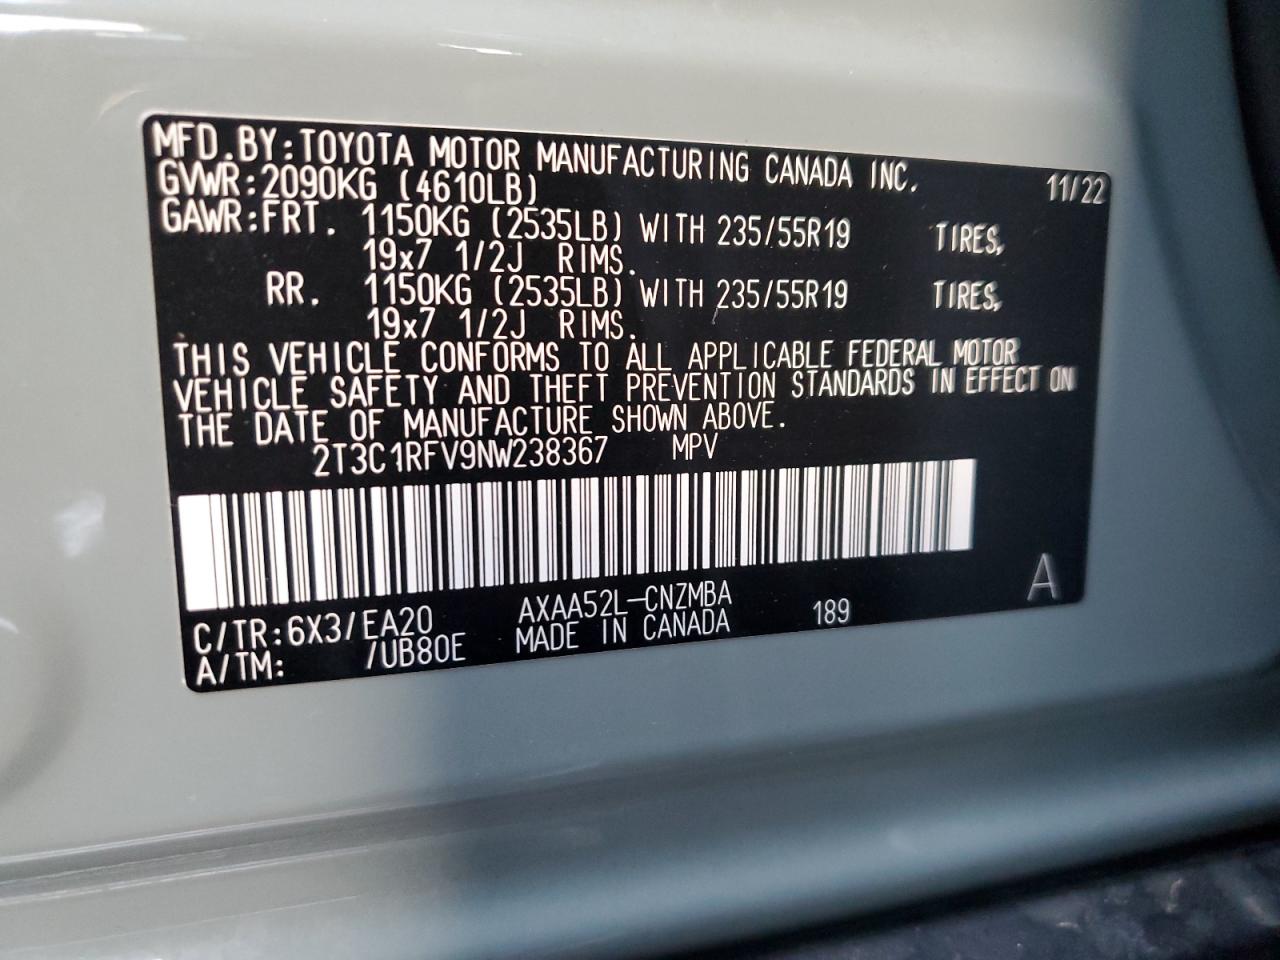 MFD.BY:TOYOTA MOTOR MANUFACTURING CANADA INC. 11/22
GVWR:2090KG (4610LB)
GAWR:FRT. 1150KG (2535LB) WITH 235/55R19 TIRES,
19x7 1/2J RIMS.
RR. 1150KG (2535LB) WITH 235/55R19 TIRES,
19x7 1/2J RIMS.
THIS VEHICLE CONFORMS TO ALL APPLICABLE FEDERAL MOTOR
VEHICLE SAFETY AND THEFT PREVENTION STANDARDS IN EFFECT ON
THE DATE OF MANUFACTURE SHOWN ABOVE.
2T3C1RFV9NW238367 MPV
A
C/TR:6X3/EA20 AXAA52L-CNZMBA 189
A/TM: /UB80E MADE IN CANADA